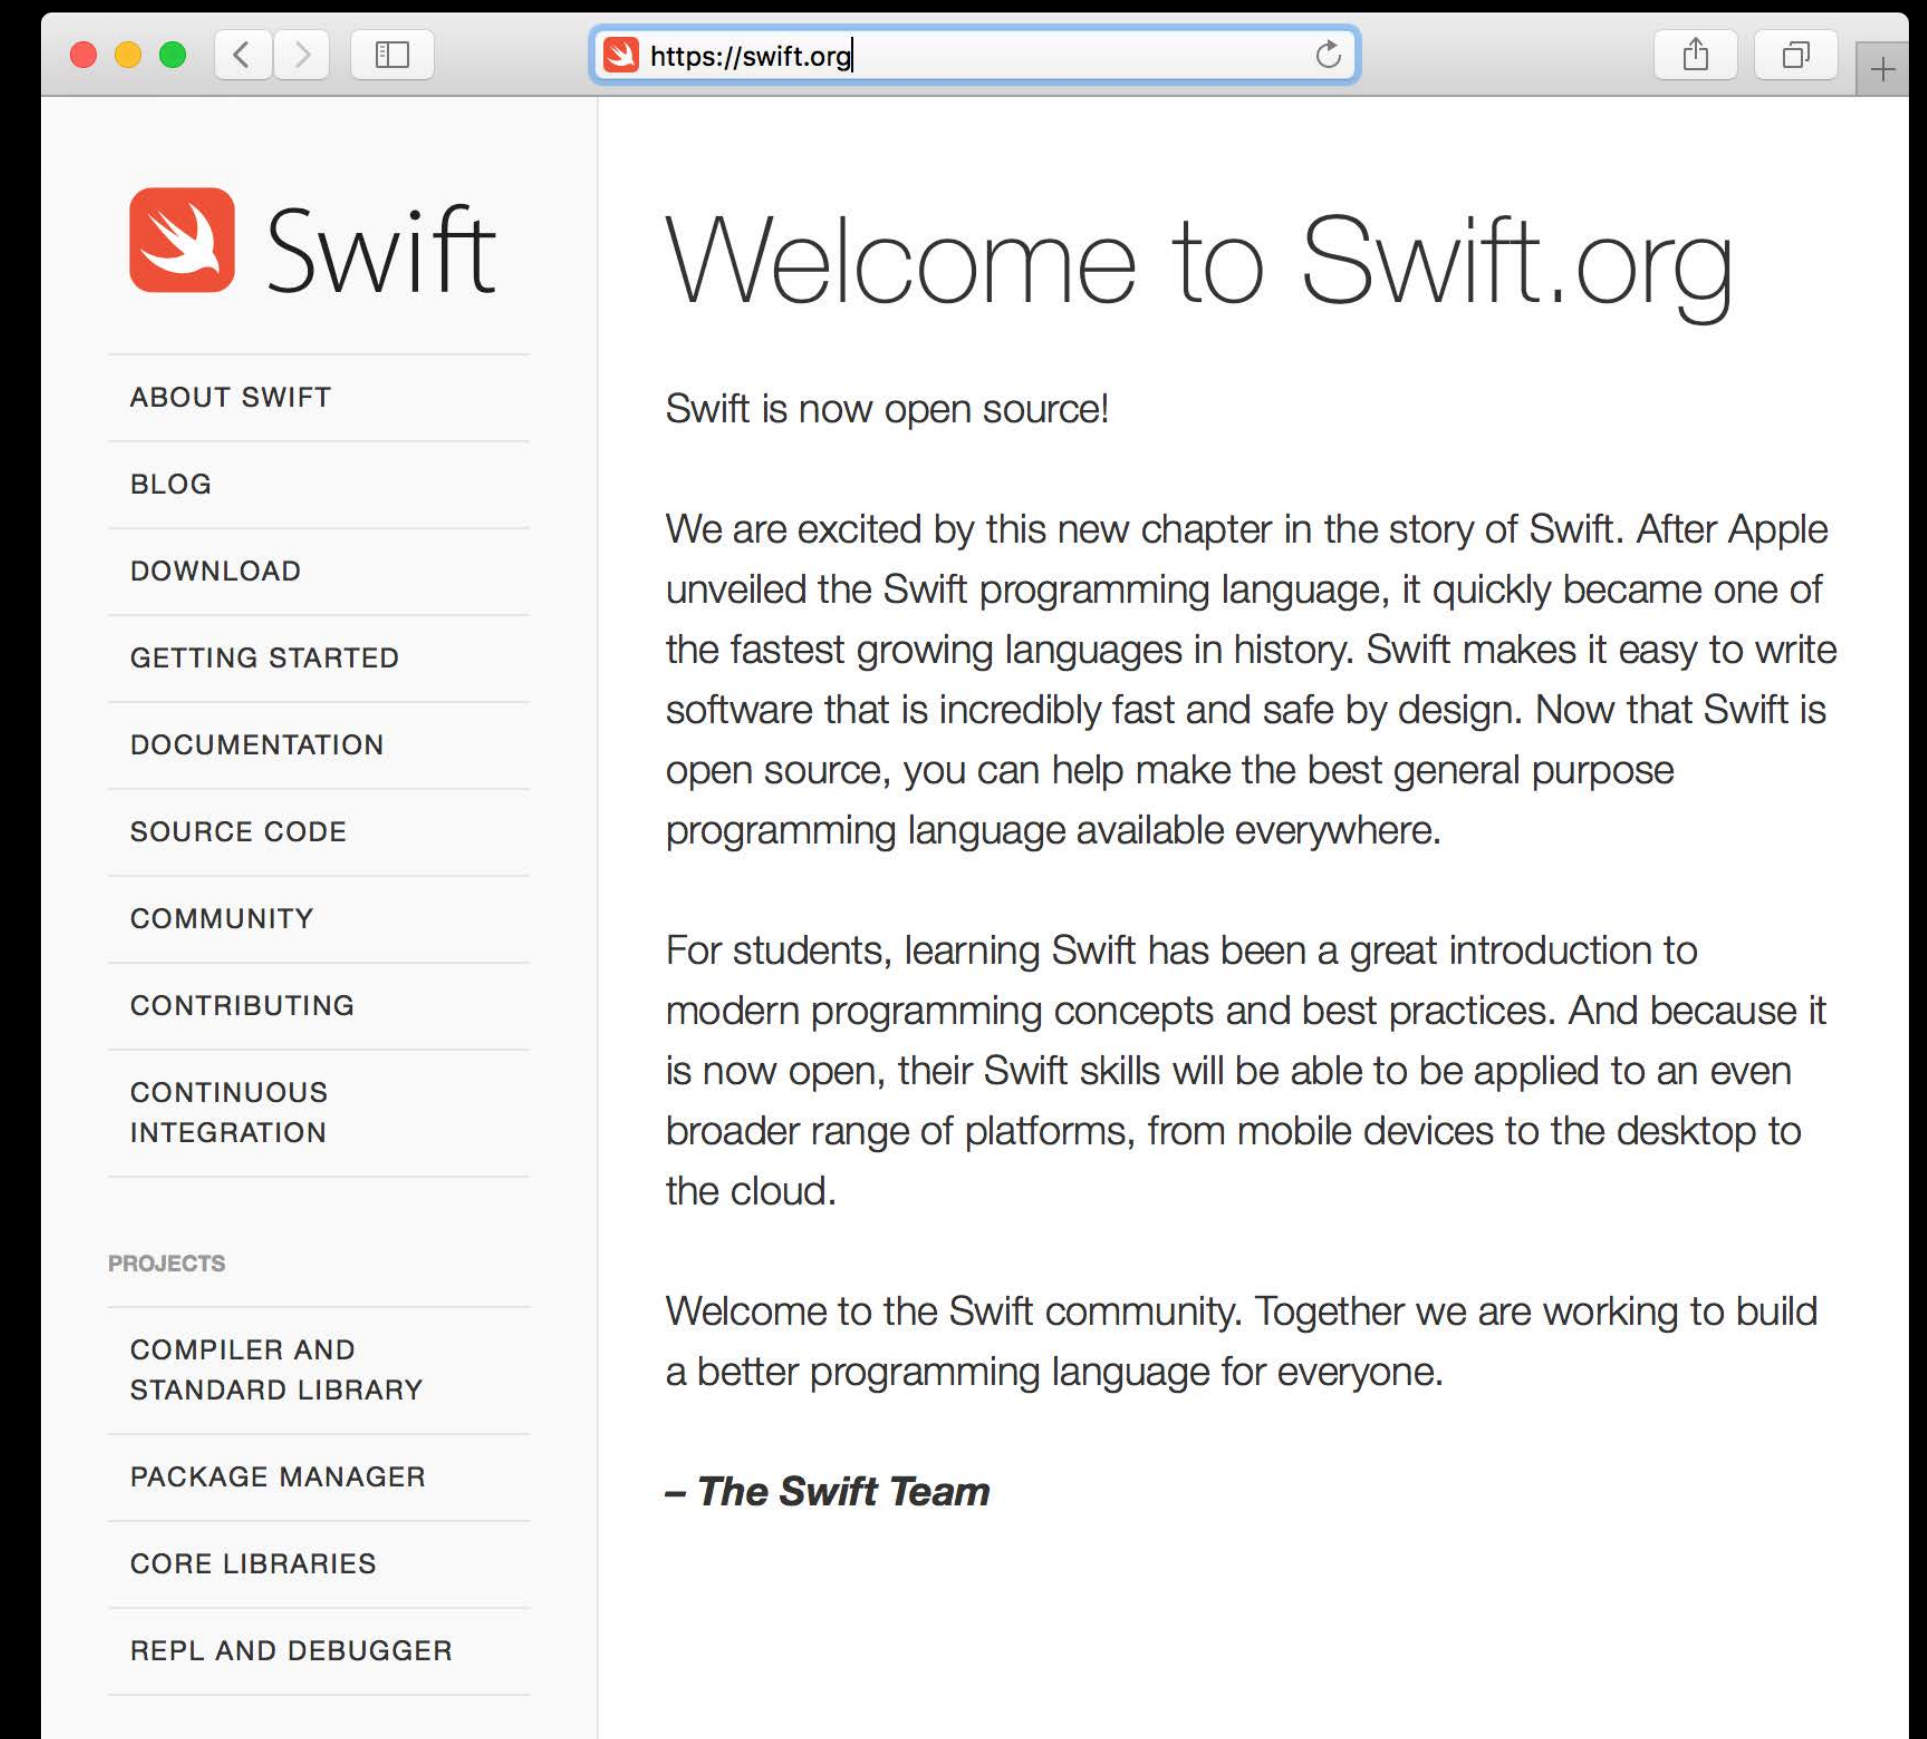 https://swift.org
Swift
ABOUT SWIFT
BLOG
DOWNLOAD
GETTING STARTED
DOCUMENTATION
SOURCE CODE
COMMUNITY
CONTRIBUTING
CONTINUOUS
INTEGRATION
PROJECTS
COMPILER AND
STANDARD LIBRARY
PACKAGE MANAGER
CORE LIBRARIES
REPL AND DEBUGGER
Welcome to Swift.org
Swift is now open source!
We are excited by this new chapter in the story of Swift. After Apple
unveiled the Swift programming language, it quickly became one of
the fastest growing languages in history. Swift makes it easy to write
software that is incredibly fast and safe by design. Now that Swift is
open source, you can help make the best general purpose
programming language available everywhere.
For students, learning Swift has been a great introduction to
modern programming concepts and best practices. And because it
is now open, their Swift skills will be able to be applied to an even
broader range of platforms, from mobile devices to the desktop to
the cloud.
Welcome to the Swift community. Together we are working to build
a better programming language for everyone.
– The Swift Team